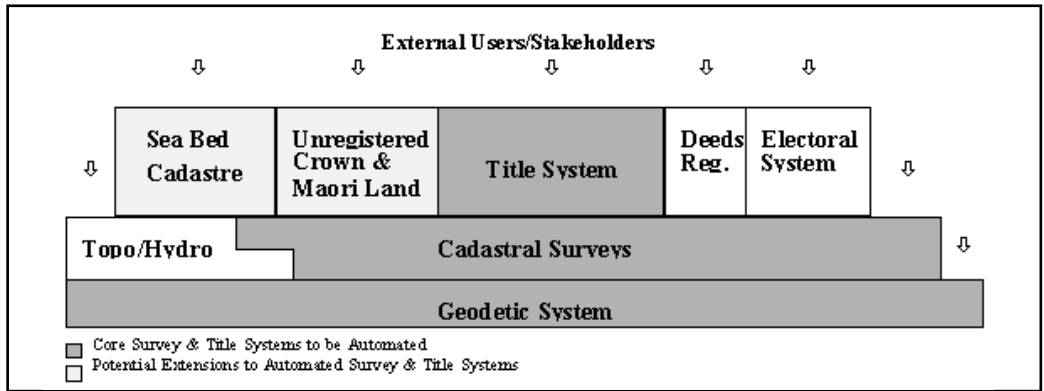 External Users/Stakeholders
Sea Bed
Cadastre
Unregistered
Crown &
Maori Land
Title System
Deeds
Reg.
Electoral
System
Topo/Hydro
Cadastral Surveys
Geodetic System
Core Survey & Title Systems to be Automated
Potential Extensions to Automated Survey & Title Systems